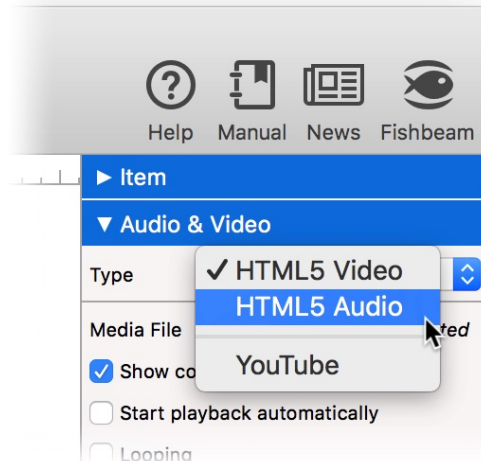 Help Manual News Fishbeam
► Item
▼ Audio & Video
Type
✓ HTML5 Video
HTML5 Audio
YouTube
Media File
Show
Start playback automatically
Looping